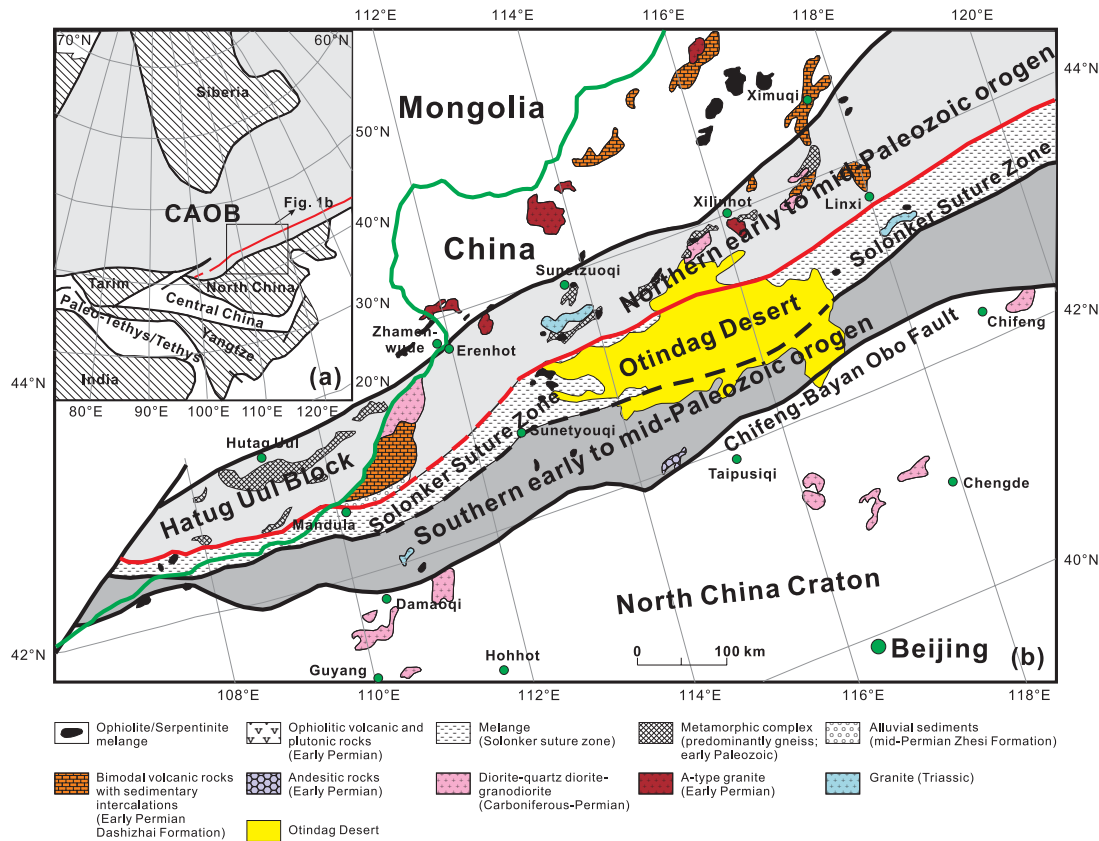 112°E
114°E
116°E
118°E
120°E
70°N
60°N
Siberia
CAOB
Fig. 1b
Tarim
North China
Central China
Paleo-Tethys/Tethys
Yangtze
India
(a)
50°N
40°N
30°N
20°N
80°E
90°E
100°E
110°E
120°E
44°N
42°N
44°N
42°N
40°N
Mongolia
China
Ximuqi
Xilinhot
Linxi
Sunetzuoqi
Northern early to mid-Paleozoic orogen
Solonker Suture Zone
Otindag Desert
Zhamen-
wude
Erenhot
Hutag Uul
Hatug Uul Block
Mandula
Solonker Suture Zone
Sunetyouqi
Southern early to mid-Paleozoic orogen
Chifeng-Bayan Obo Fault
Chifeng
Taipusiqi
Chengde
Damaoqi
Guyang
Hohhot
North China Craton
Beijing
0 100 km
(b)
108°E
110°E
112°E
114°E
116°E
118°E
Ophiolite/Serpentinite
melange
Ophiolitic volcanic and
plutonic rocks
(Early Permian)
Melange
(Solonker suture zone)
Metamorphic complex
(predominantly gneiss;
early Paleozoic)
Alluvial sediments
(mid-Permian Zhesi Formation)
Bimodal volcanic rocks
with sedimentary
intercalations
(Early Permian
Dashizhai Formation)
Andesitic rocks
(Early Permian)
Diorite-quartz diorite-
granodiorite
(Carboniferous-Permian)
A-type granite
(Early Permian)
Granite (Triassic)
Otindag Desert